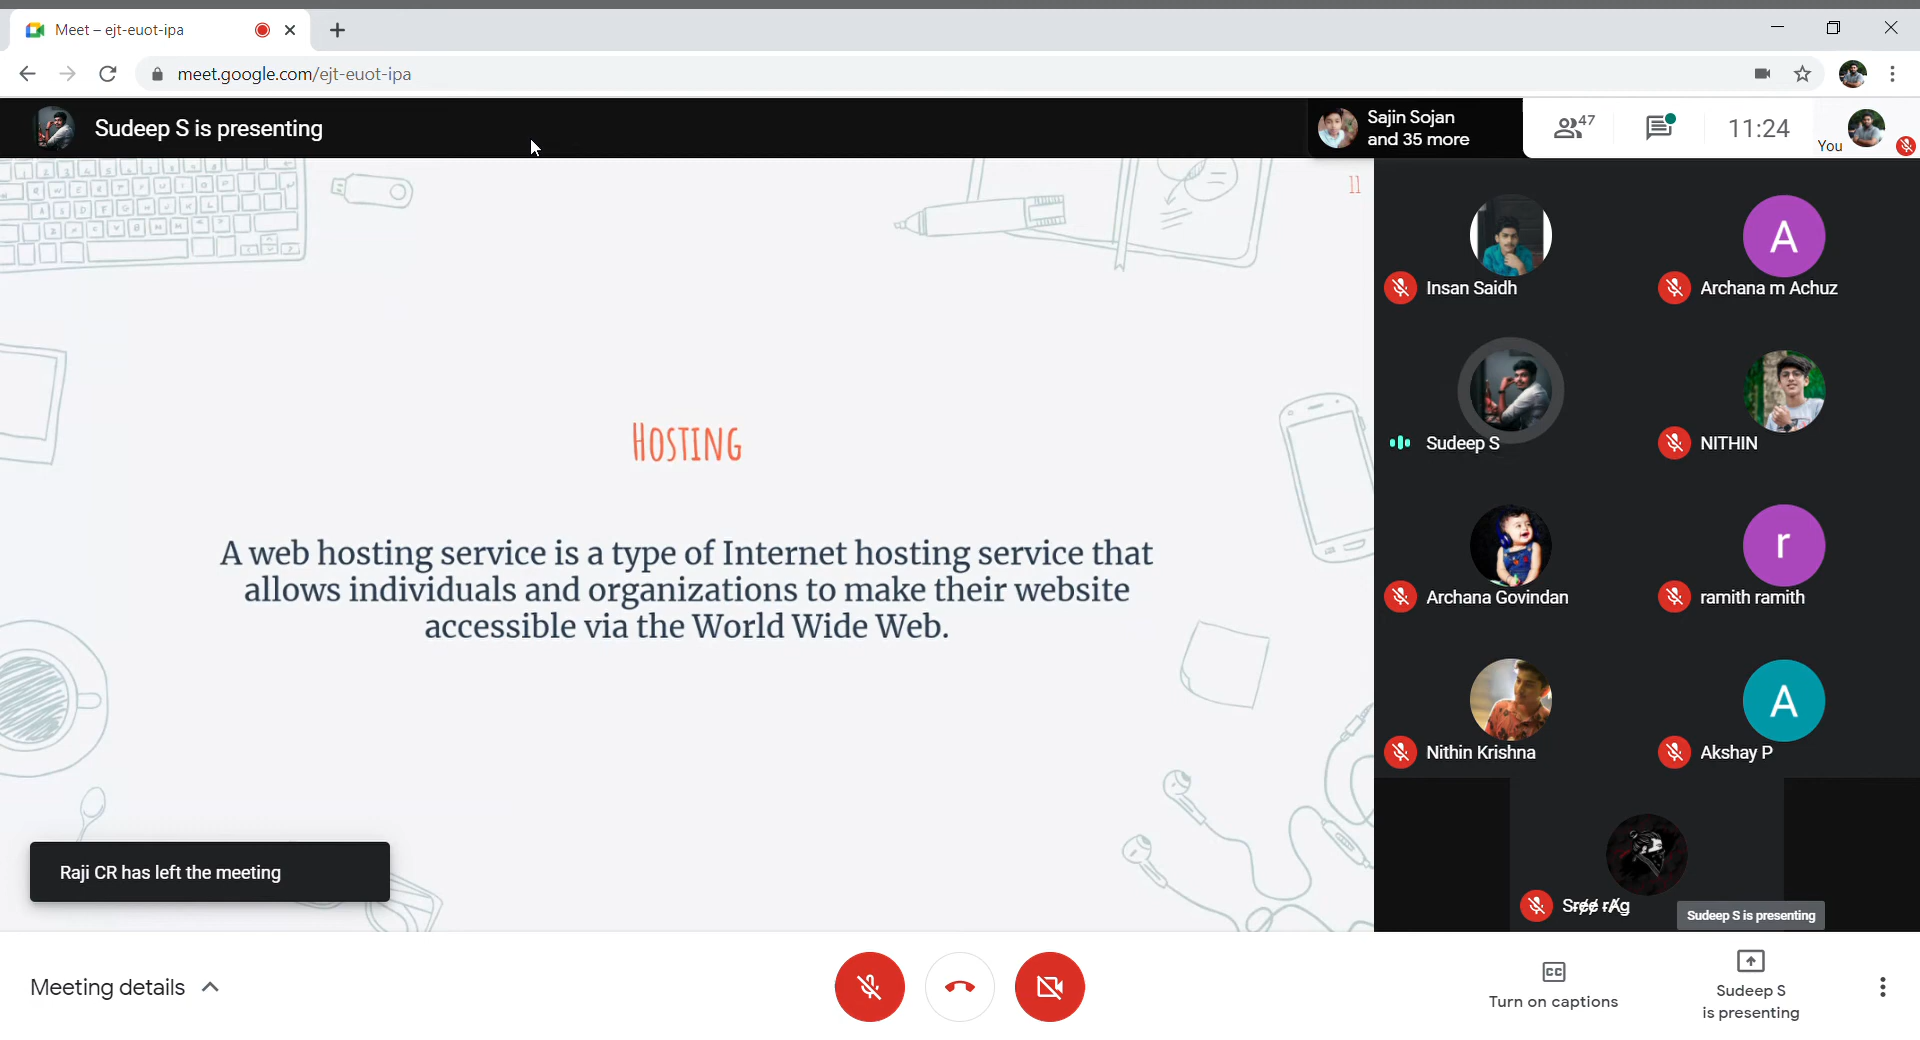 Meet – ejt-euot-ipa
meet.google.com/ejt-euot-ipa
Sudeep S is presenting
Sajin Sojan
and 35 more
47
11:24
You
11
Insan Saidh
A
Archana m Achuz
Sudeep S
NITHIN
Archana Govindan
r
ramith ramith
Nithin Krishna
A
Akshay P
Hosting
A web hosting service is a type of Internet hosting service that
allows individuals and organizations to make their website
accessible via the World Wide Web.
Raji CR has left the meeting
Sudeep S is presenting
Meeting details
CC
Turn on captions
Sudeep S
is presenting